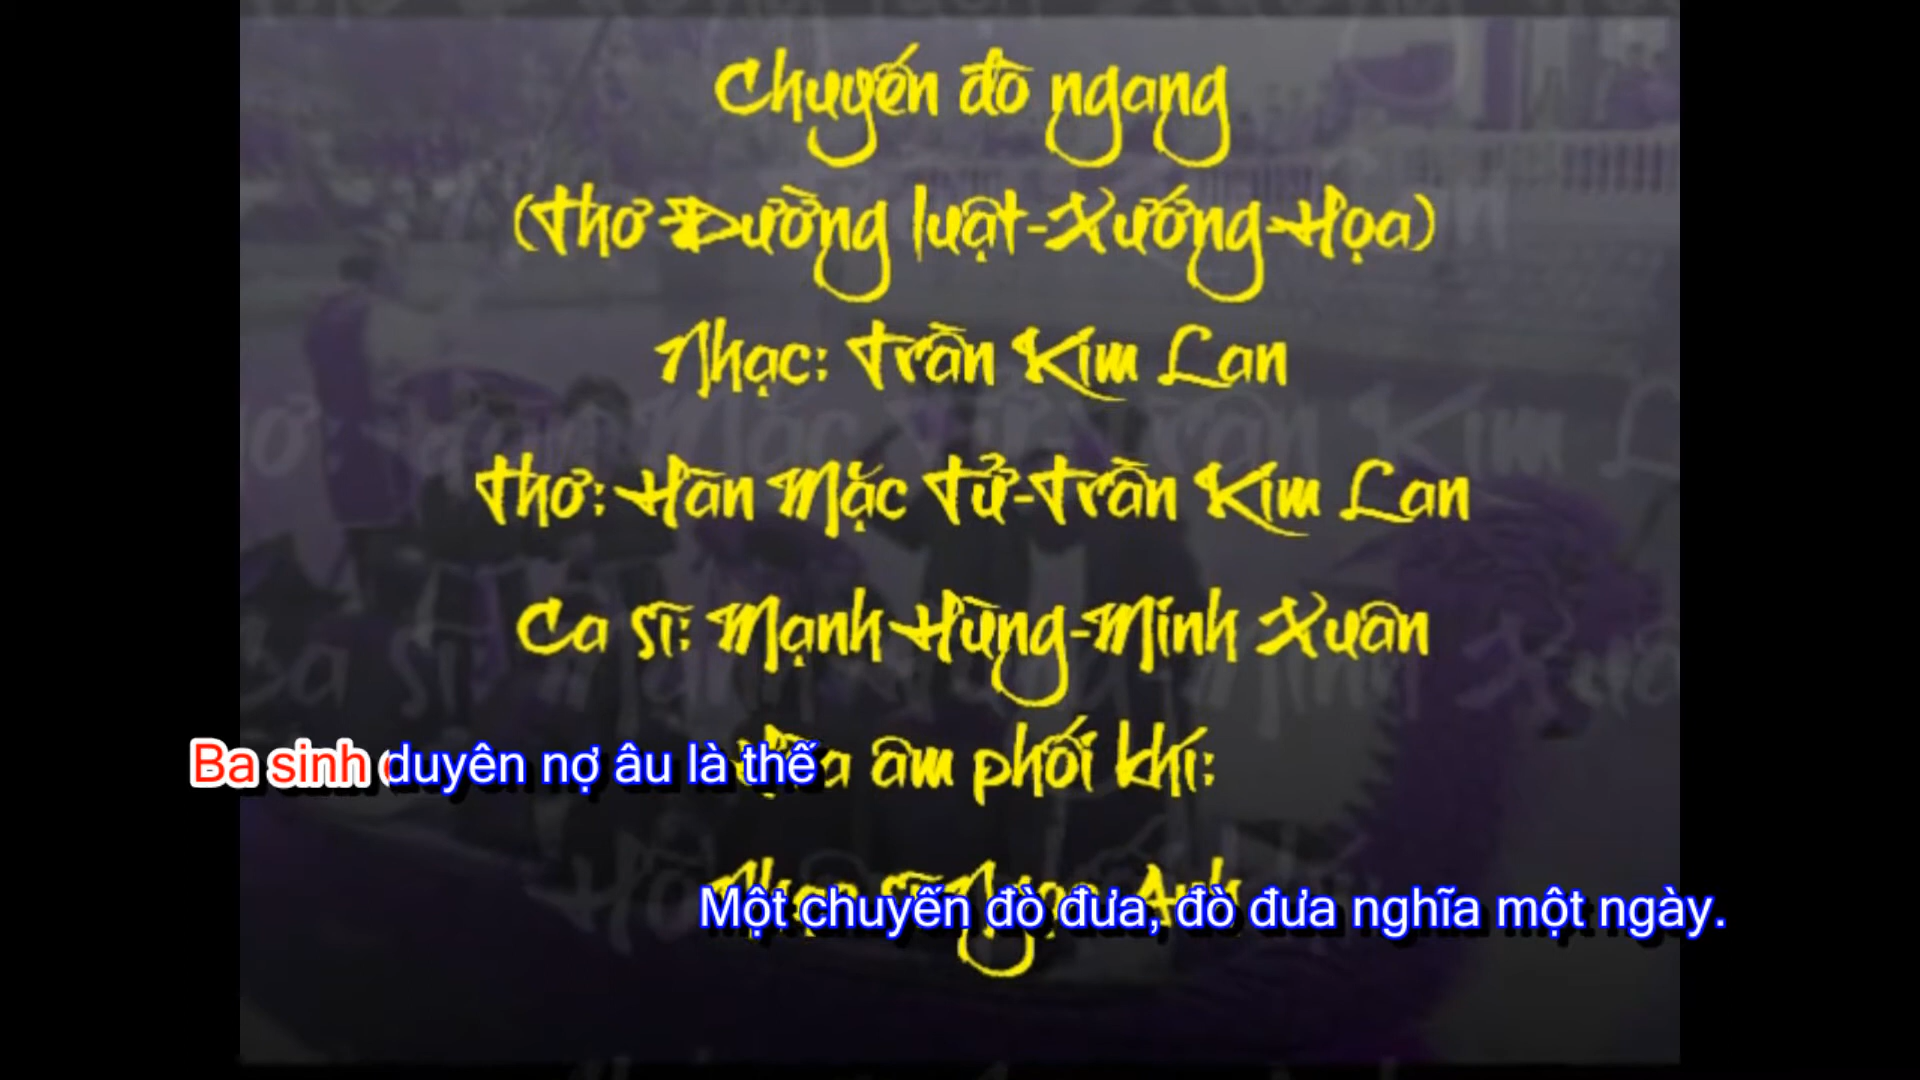 Chuyến đò ngang
(Thơ Đường luật-Xướng-Họa)
Nhạc: Trần Kim Lan
Thơ: Hàn Mặc Tử-Trần Kim Lan
Ca sĩ: Mạnh Hùng-Minh Xuân
âm phối khí:
Ba sinh duyên nợ âu là thế
Một chuyến đò đưa, đò đưa nghĩa một ngày.